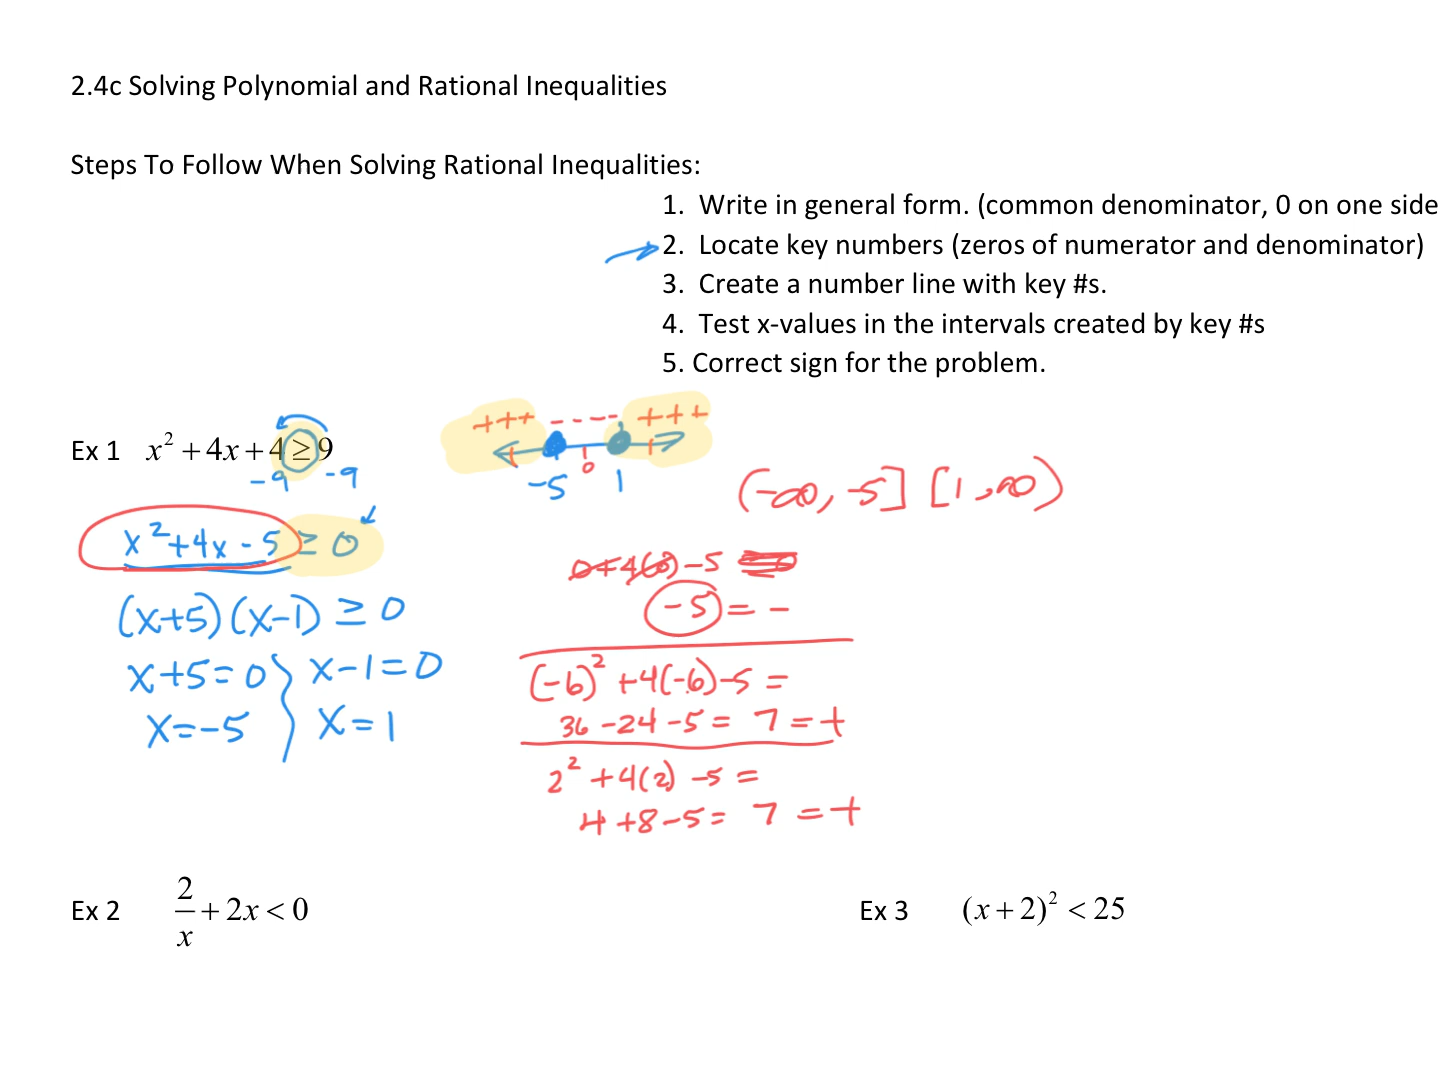 2.4c Solving Polynomial and Rational Inequalities
Steps To Follow When Solving Rational Inequalities:
1. Write in general form. (common denominator, 0 on one side
2. Locate key numbers (zeros of numerator and denominator)
3. Create a number line with key #s.
4. Test x-values in the intervals created by key #s
5. Correct sign for the problem.
+++ ---- +++
Ex 1 x² + 4x + 4 ≥ 9
-9 -9
-5 0 1
(-∞, -5] [1, ∞)
x² + 4x - 5 ≥ 0
0+4(0)-5
(x+5)(x-1) ≥ 0
-5 = -
x+5=0 } x-1=0
x=-5 x=1
(-6)² +4(-6)-5 =
36 -24 -5 = 7 = +
2² +4(2) -5 =
4 +8 -5 = 7 = +
Ex 2 2/x + 2x < 0
Ex 3 (x + 2)² < 25